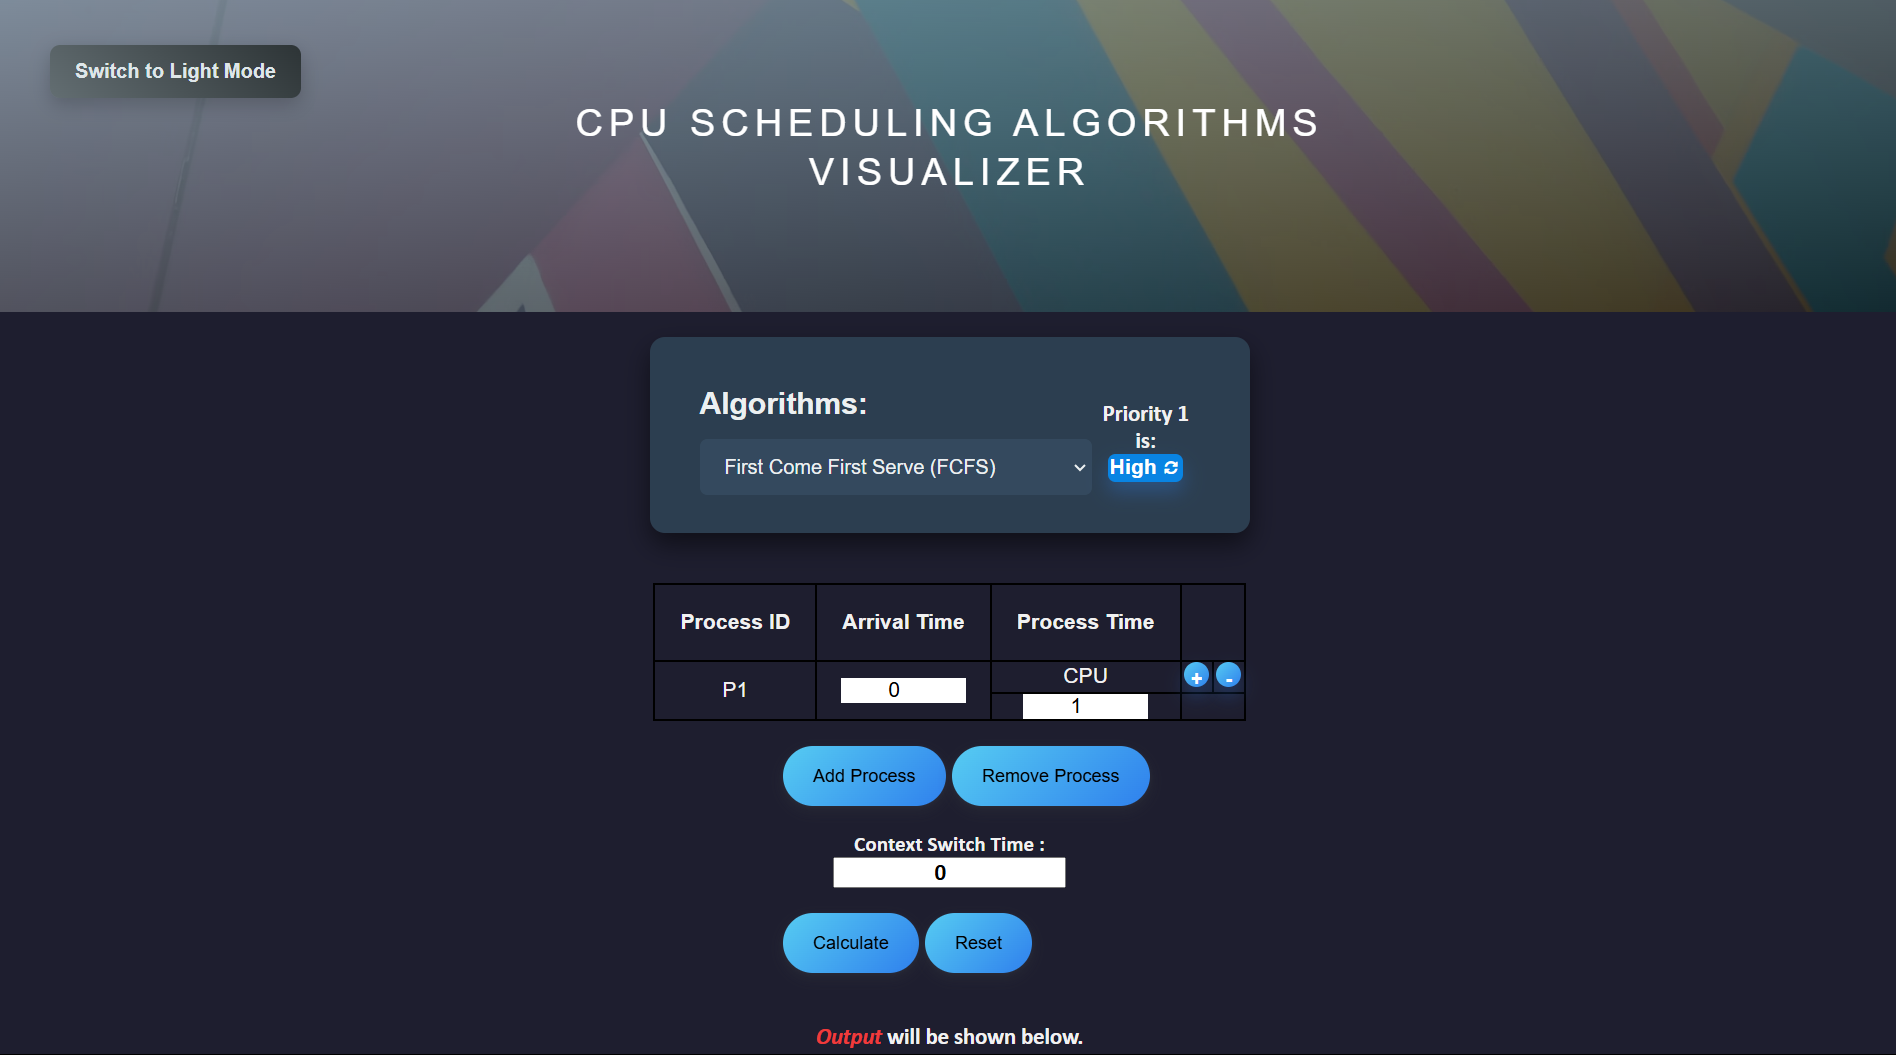 Switch to Light Mode
CPU SCHEDULING ALGORITHMS
VISUALIZER
Algorithms:
First Come First Serve (FCFS)
Priority 1
is:
High
Process ID
Arrival Time
Process Time
P1
0
CPU
+
-
1
Add Process
Remove Process
Context Switch Time :
0
Calculate
Reset
Output will be shown below.